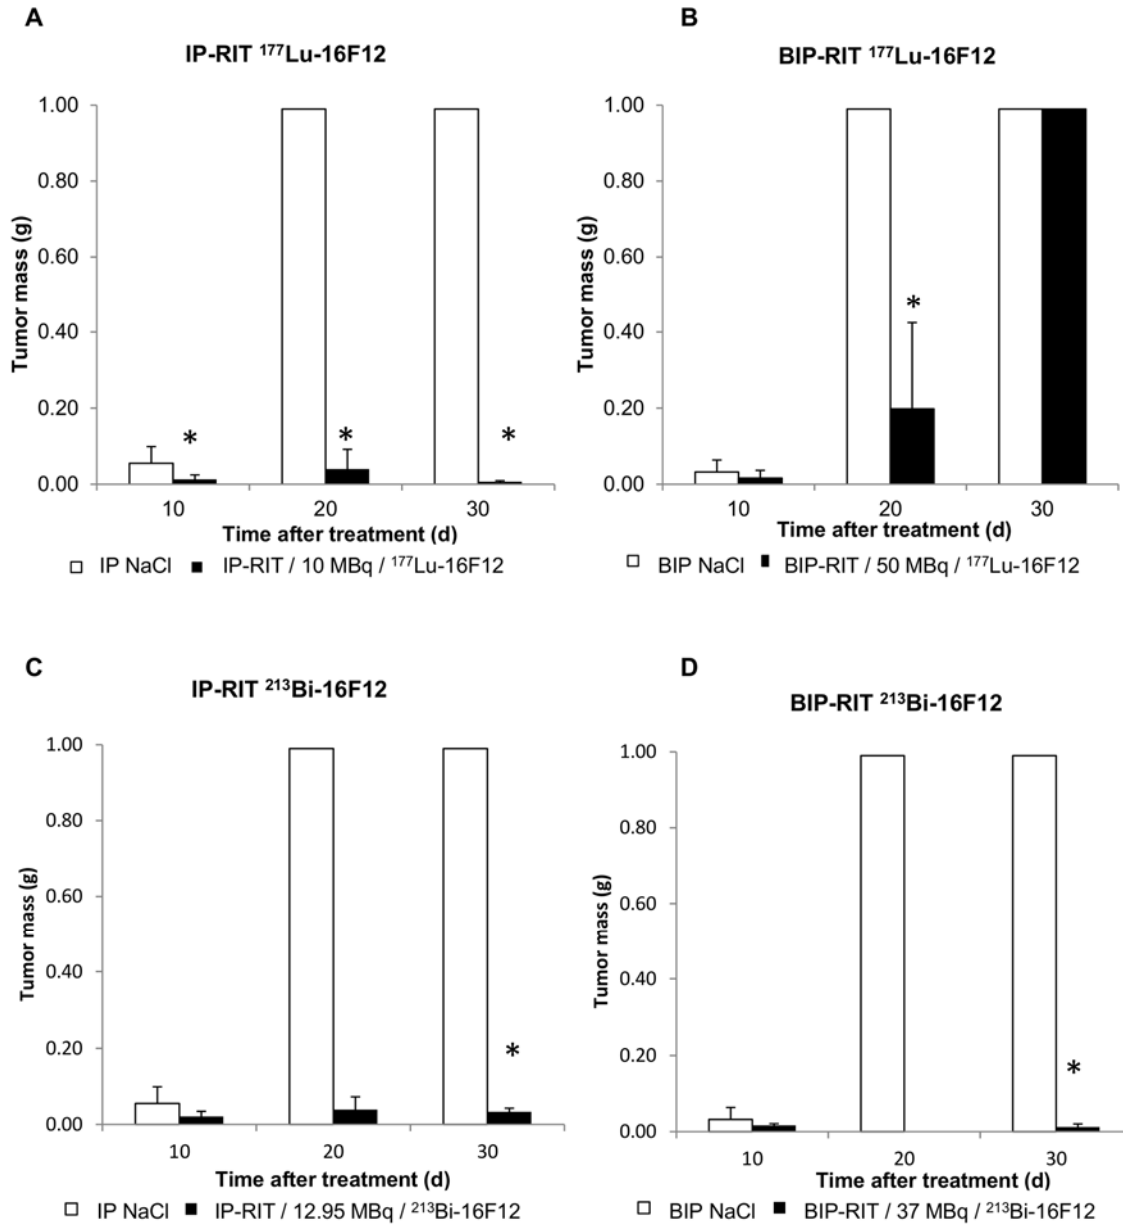 A
IP-RIT ¹⁷⁷Lu-16F12
Tumor mass (g)
1.00
0.80
0.60
0.40
0.20
0.00
*
*
*
10
20
30
Time after treatment (d)
IP NaCl
IP-RIT / 10 MBq / ¹⁷⁷Lu-16F12
B
BIP-RIT ¹⁷⁷Lu-16F12
Tumor mass (g)
1.00
0.80
0.60
0.40
0.20
0.00
*
10
20
30
Time after treatment (d)
BIP NaCl
BIP-RIT / 50 MBq / ¹⁷⁷Lu-16F12
C
IP-RIT ²¹³Bi-16F12
Tumor mass (g)
1.00
0.80
0.60
0.40
0.20
0.00
*
10
20
30
Time after treatment (d)
IP NaCl
IP-RIT / 12.95 MBq / ²¹³Bi-16F12
D
BIP-RIT ²¹³Bi-16F12
Tumor mass (g)
1.00
0.80
0.60
0.40
0.20
0.00
*
10
20
30
Time after treatment (d)
BIP NaCl
BIP-RIT / 37 MBq / ²¹³Bi-16F12